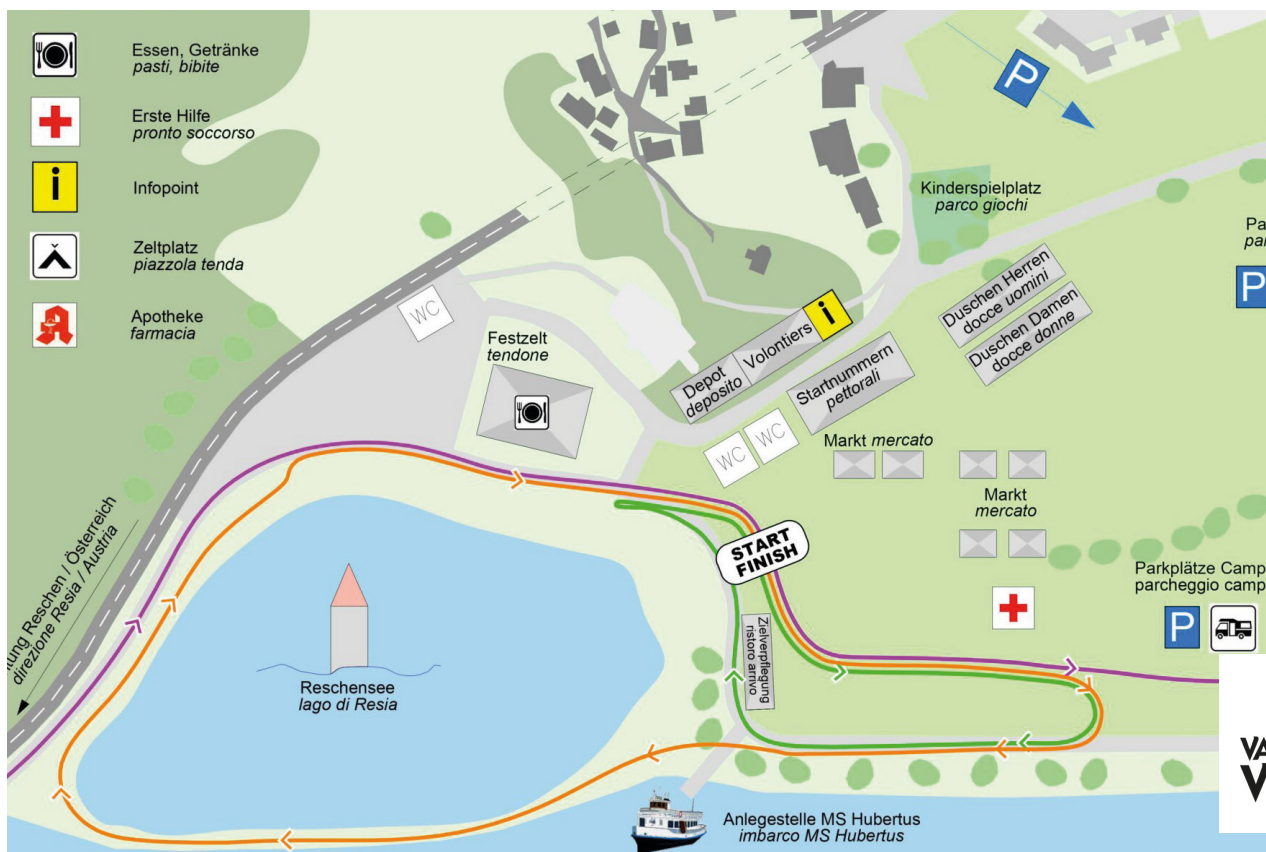 Essen, Getränke
pasti, bibite
Erste Hilfe
pronto soccorso
i
Infopoint
Zeltplatz
piazzola tenda
A
Apotheke
farmacia
P
Kinderspielplatz
parco giochi
P
WC
Festzelt
tendone
Depot
deposito
Volontiers
i
Startnummern
pettorali
Duschen Herren
docce uomini
Duschen Damen
docce donne
WC
WC
Markt mercato
Markt
mercato
START
FINISH
Reschen / Österreich
direzione Resia / Austria
Reschensee
lago di Resia
Zielverpflegung
ristoro arrivo
Parkplätze Camp
parcheggio camp
P
Anlegestelle MS Hubertus
imbarco MS Hubertus